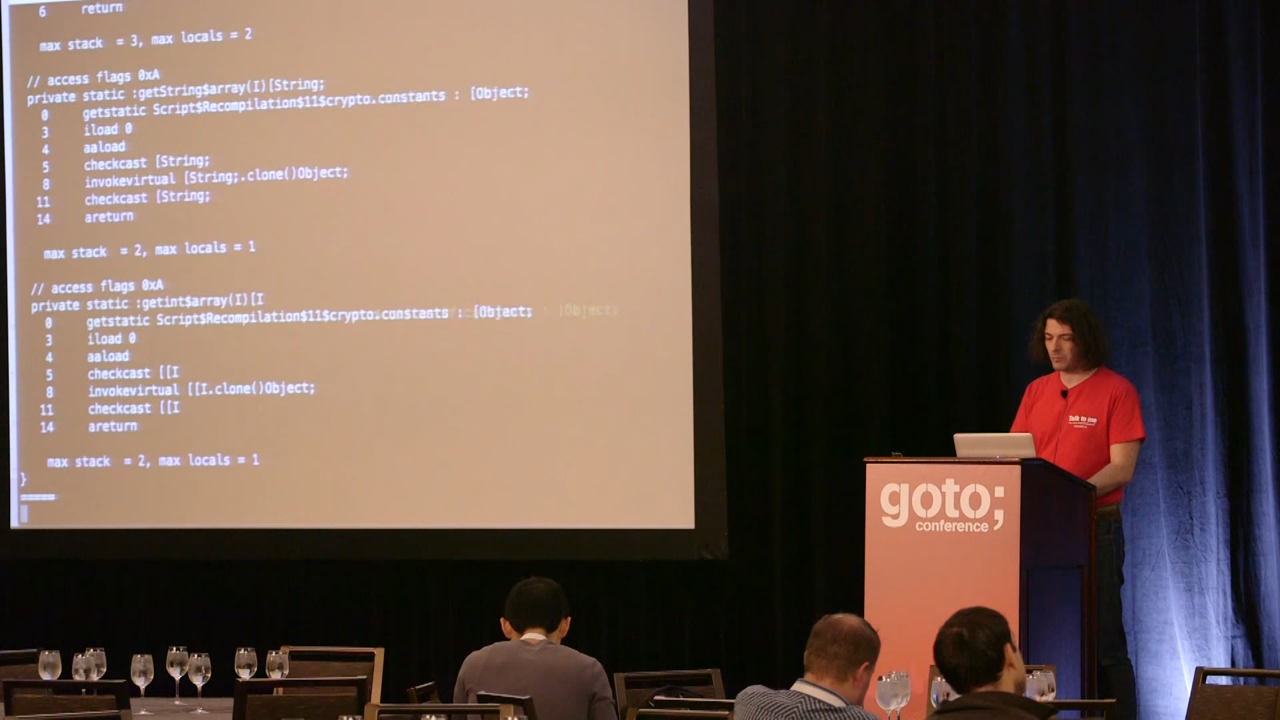 6 return
max stack = 3, max locals = 2
// access flags 0xA
private static :getString$array(I)[String;
0 getstatic Script$Recompilation$11$crypto.constants : [Object;
3 iload 0
4 aaload
5 checkcast [String;
8 invokevirtual [String;.clone()Object;
11 checkcast [String;
14 areturn
max stack = 2, max locals = 1
// access flags 0xA
private static :getint$array(I)[I
0 getstatic Script$Recompilation$11$crypto.constants : [Object;
3 iload 0
4 aaload
5 checkcast [[I
8 invokevirtual [[I.clone()Object;
11 checkcast [[I
14 areturn
max stack = 2, max locals = 1
}
Talk to me
goto;
conference